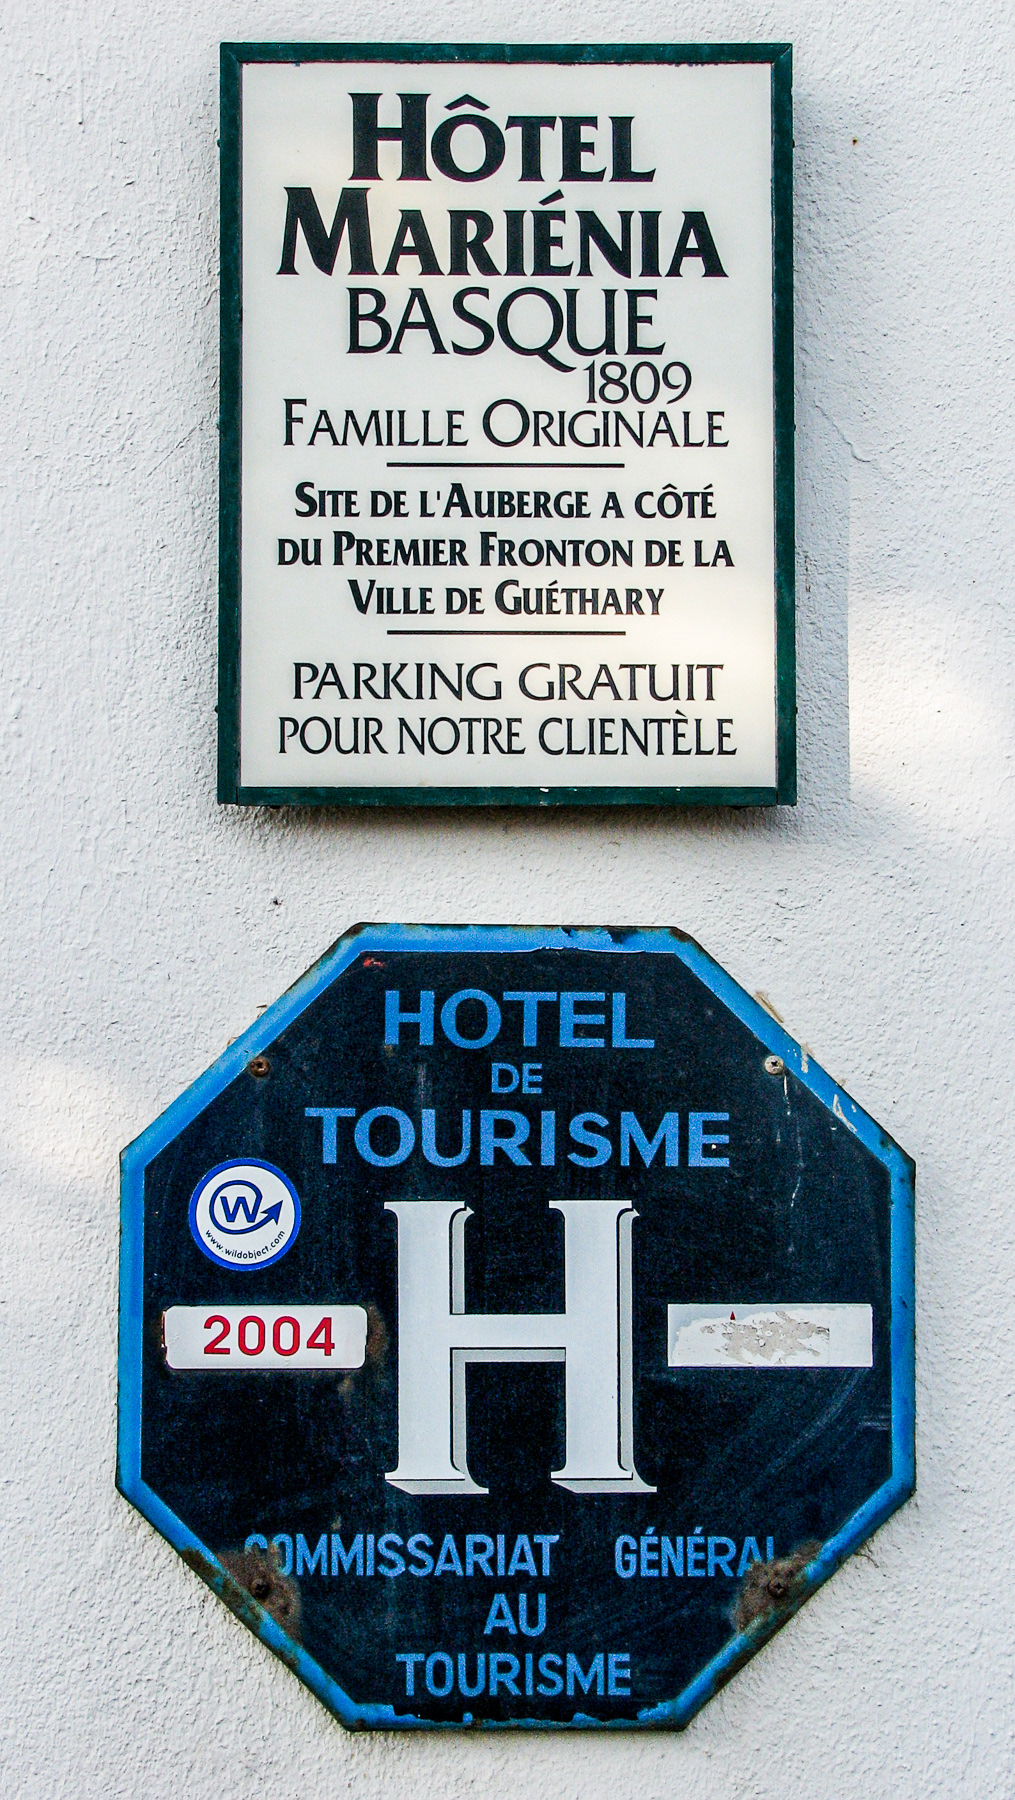 HÔTEL
MARIÉNIA
BASQUE
1809
FAMILLE ORIGINALE
SITE DE L'AUBERGE A CÔTÉ
DU PREMIER FRONTON DE LA
VILLE DE GUÉTHARY
PARKING GRATUIT
POUR NOTRE CLIENTÈLE
HOTEL
DE
TOURISME
W
www.wildobject.com
H
2004
COMMISSARIAT GÉNÉRAL
AU
TOURISME